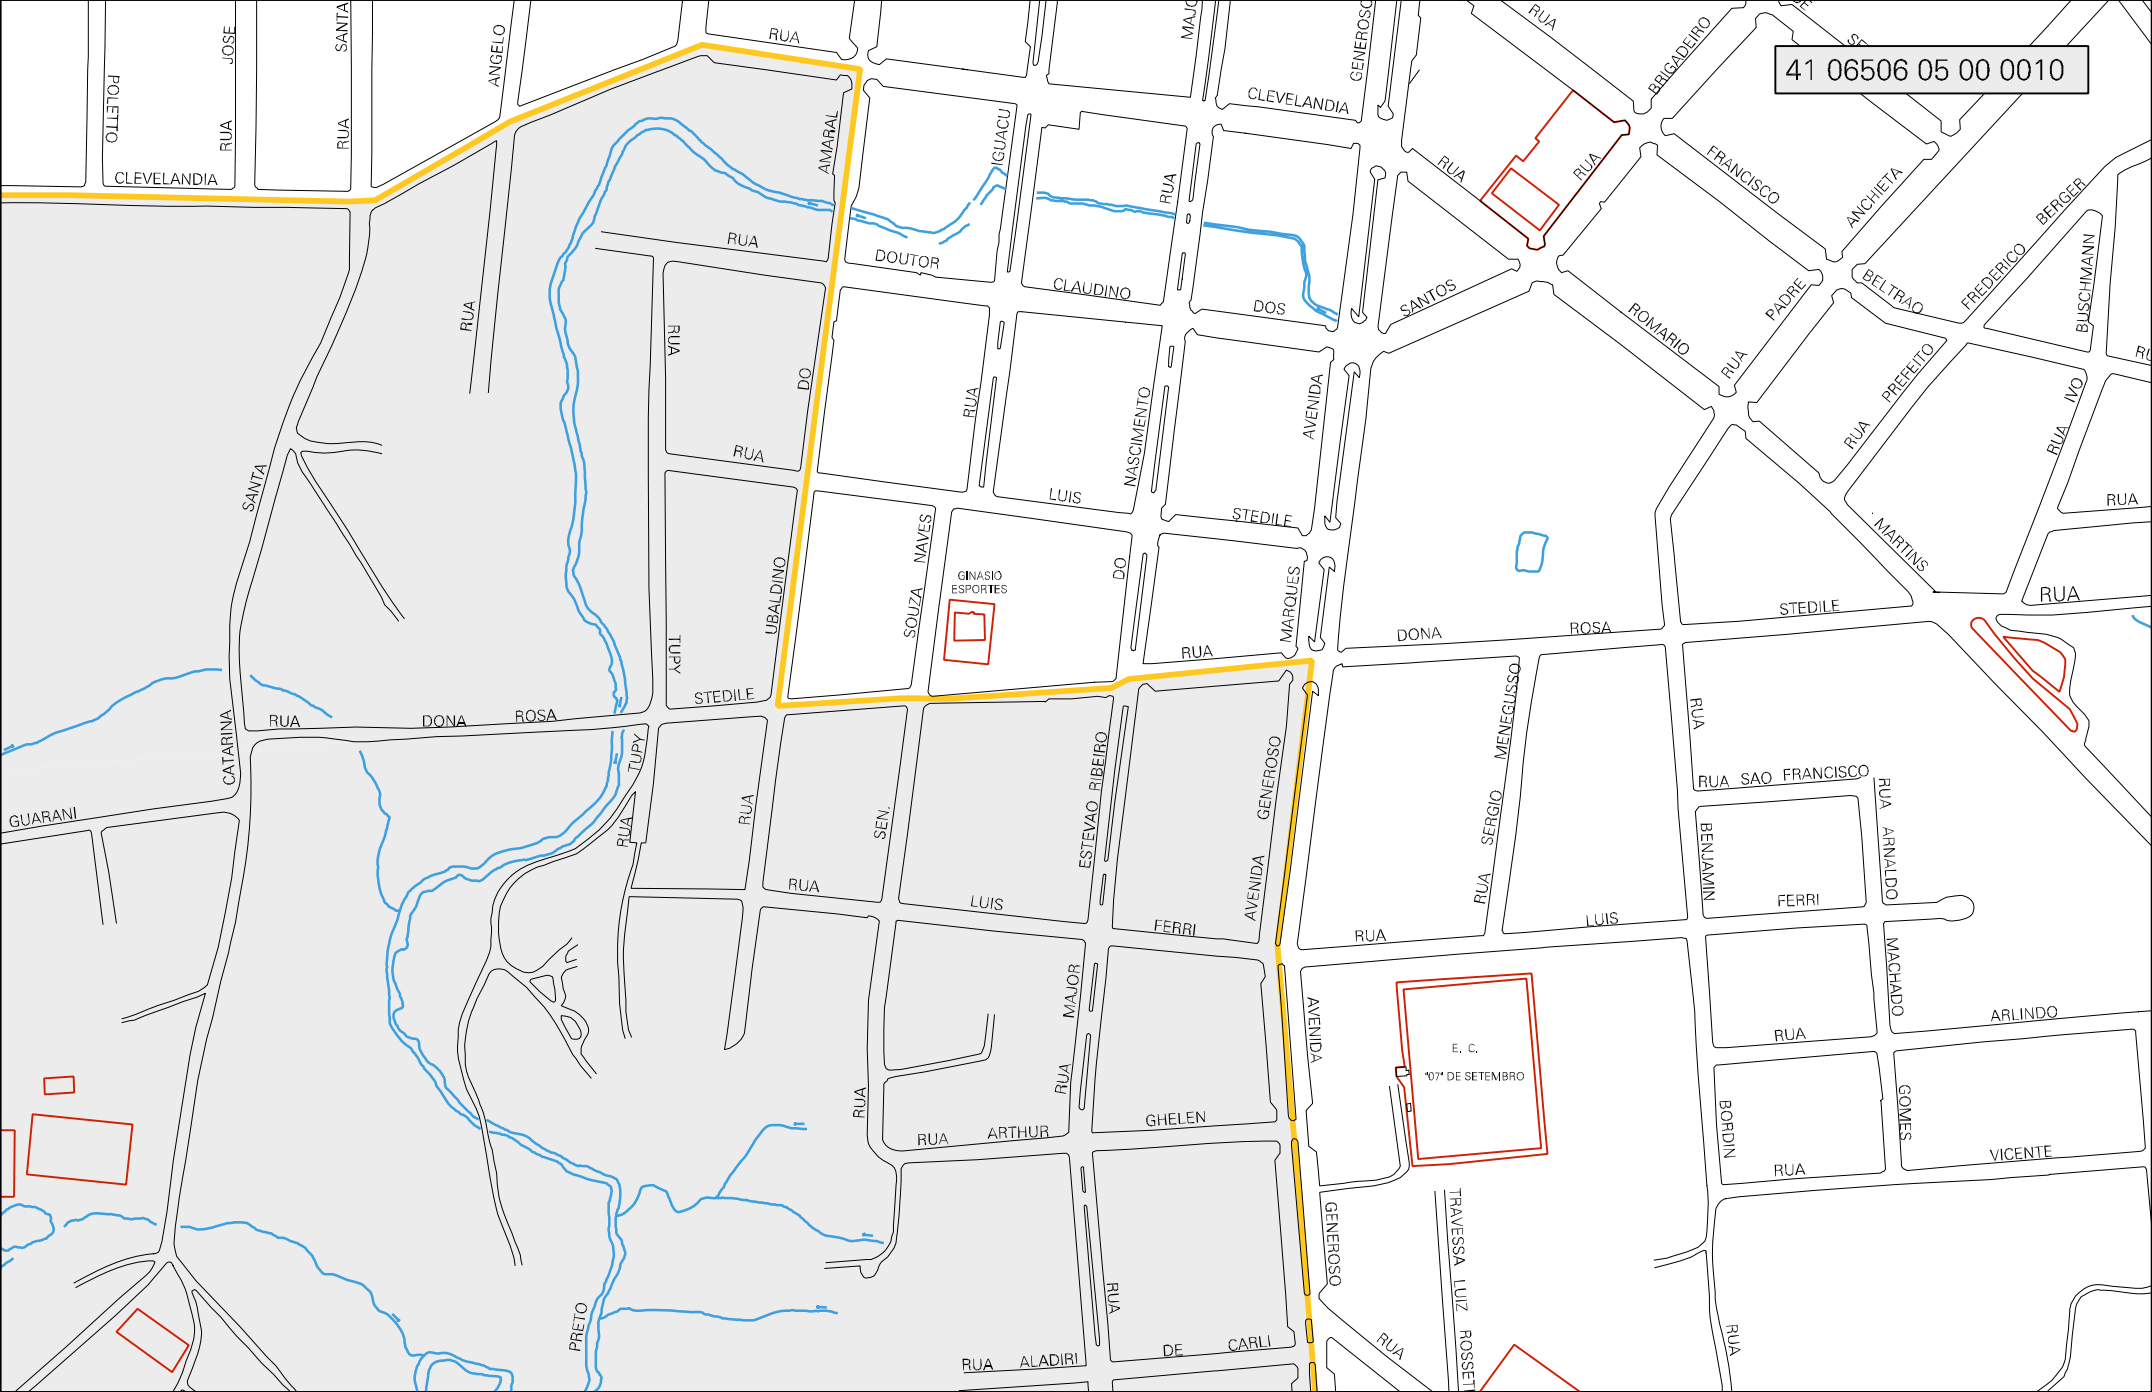 41 06506 05 00 0010
POLETTO
RUA JOSE
RUA SANTA
ANGELO
RUA
MAJO
GENEROSO
RUA
BRIGADEIRO
CLEVELANDIA
CLEVELANDIA
AMARAL
IGUACU
RUA
RUA
RUA
FRANCISCO
ANCHIETA
BERGER
FREDERICO
BUSCHMANN
BELTRAO
PADRE
RUA
DOUTOR
CLAUDINO
DOS
SANTOS
ROMARIO
RUA
RUA
RUA
DO
RUA
NASCIMENTO
AVENIDA
RUA
PREFEITO
RUA
IVO
RUA
SANTA
RUA
LUIS
STEDILE
RUA
MARTINS
NAVES
SOUZA
GINASIO
ESPORTES
DO
MARQUES
UBALDINO
TUPY
RUA
DONA ROSA STEDILE
RUA
STEDILE
RUA DONA ROSA
CATARINA
TUPY
RUA
RUA
SEN.
ESTEVAO RIBEIRO
AVENIDA GENEROSO
RUA SERGIO MENEGUSSO
RUA
RUA SAO FRANCISCO
RUA ARNALDO
BENJAMIN
GUARANI
RUA
LUIS
FERRI
RUA
LUIS
FERRI
MACHADO
MAJOR
RUA
AVENIDA
E. C.
"07" DE SETEMBRO
RUA
ARLINDO
RUA
RUA ARTHUR
GHELEN
BORDIN
GOMES
RUA
VICENTE
GENEROSO
TRAVESSA LUIZ ROSSETI
PRETO
RUA
RUA
RUA
RUA ALADIRI
DE CARLI